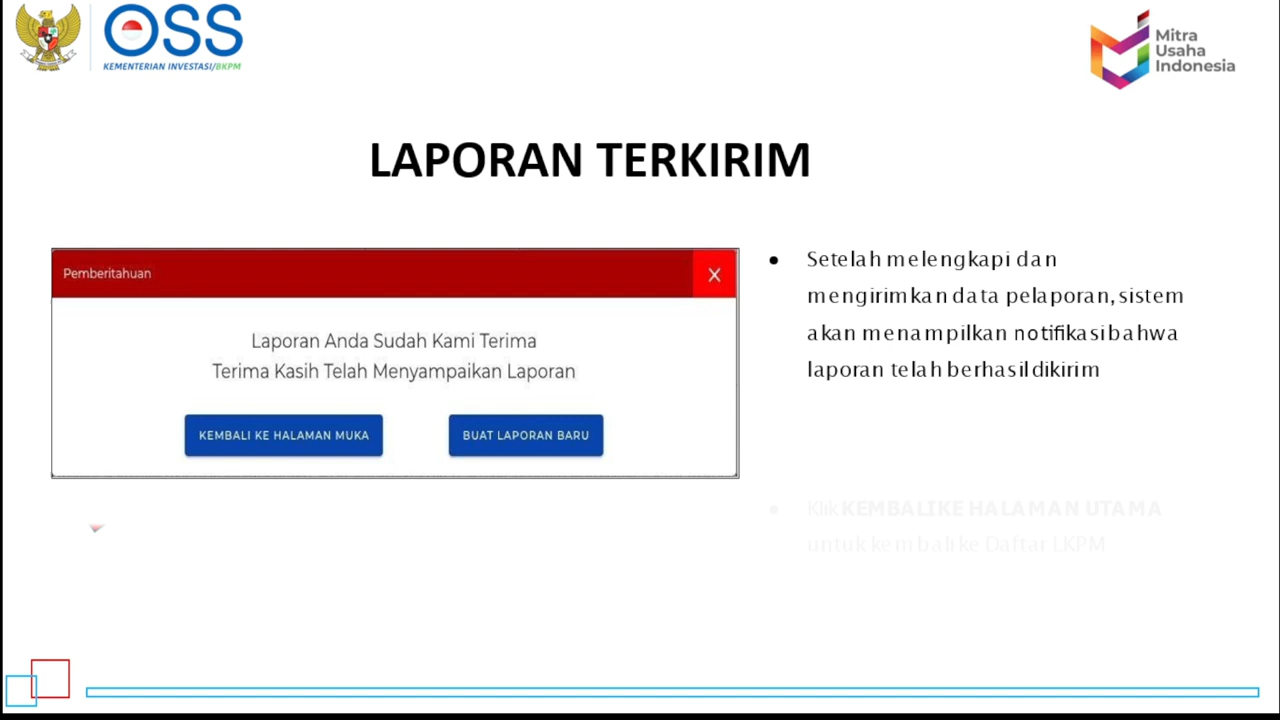 OSS
KEMENTERIAN INVESTASI/BKPM
Mitra
Usaha
Indonesia
LAPORAN TERKIRIM
Pemberitahuan
X
Laporan Anda Sudah Kami Terima
Terima Kasih Telah Menyampaikan Laporan
KEMBALI KE HALAMAN MUKA
BUAT LAPORAN BARU
• Setelah melengkapi dan
mengirimkan data pelaporan, sistem
akan menampilkan notifikasi bahwa
laporan telah berhasil dikirim
• Klik KEMBALI KE HALAMAN UTAMA
untuk kembali ke Daftar LKPM